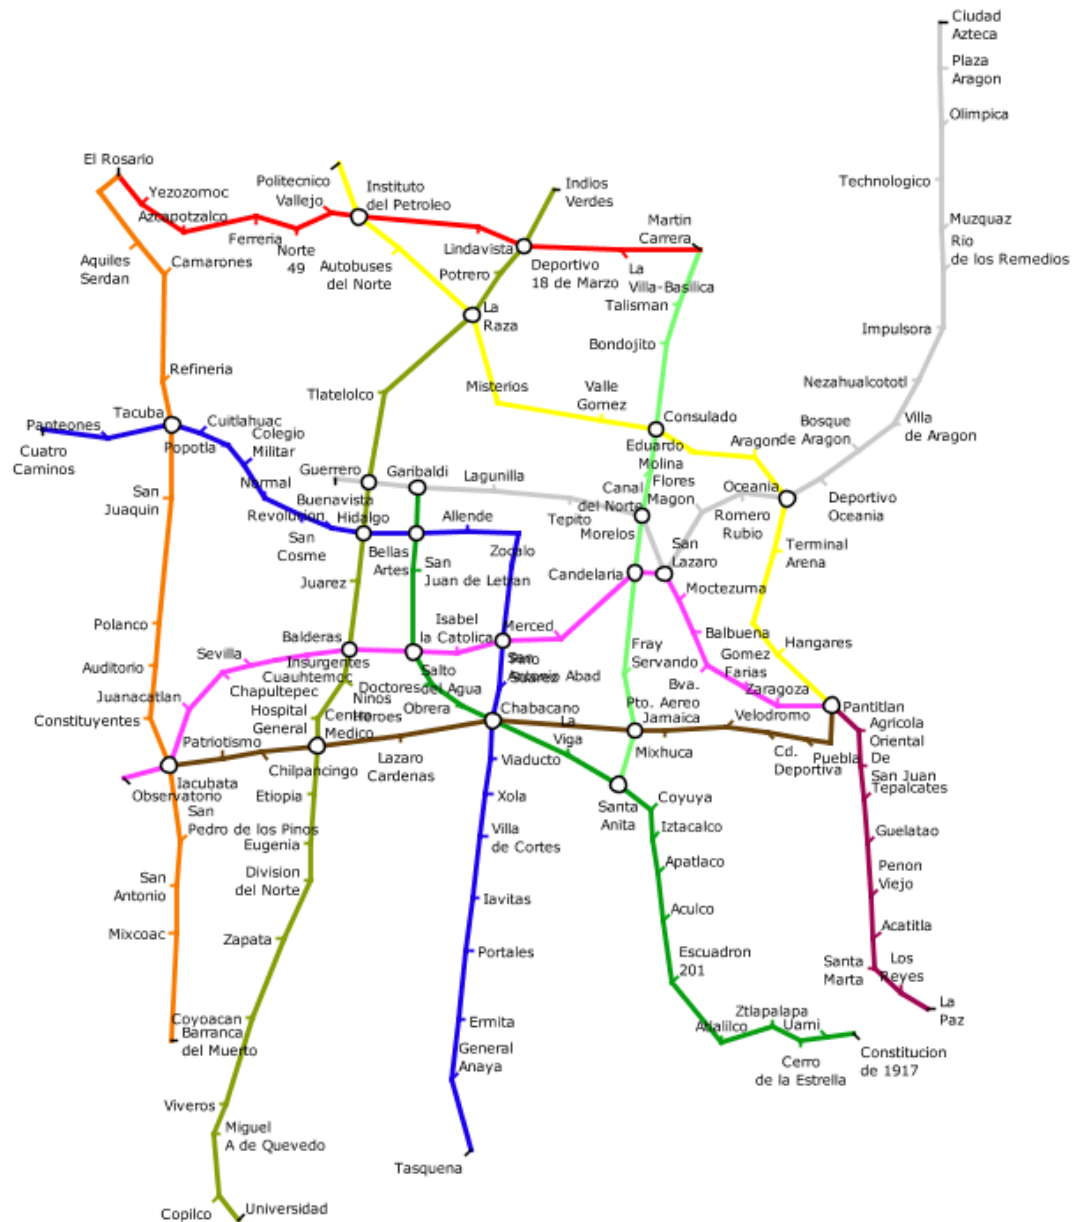 Ciudad
Azteca
Plaza
Aragon
Olimpica
El Rosario
Politecnico
Instituto
del Petroleo
Indios
Verdes
Technologico
Yezozomoc
Vallejo
Azcapotzalco
Ferreria
Norte
49
Lindavista
Martin
Carrera
Muzquaz
Rio
de los Remedios
Aquiles
Serdan
Camarones
Autobuses
del Norte
Potrero
Deportivo
18 de Marzo
La
Villa-Basilica
Talisman
La
Raza
Impulsora
Bondojito
Refineria
Tlatelolco
Misterios
Valle
Gomez
Nezahualcototl
Tacuba
Panteones
Cuatro
Caminos
Popotla
Cuitlahuac
Colegio
Militar
Consulado
Eduardo
Molina
Aragon
Bosque
de Aragon
Villa
de Aragon
Normal
Guerrero
Garibaldi
Lagunilla
Flores
Magon
Canal
del Norte
Oceania
Deportivo
Oceania
San
Juaquin
Buenavista
Revolucion
Hidalgo
San
Cosme
Bellas
Artes
Allende
Tepito
Morelos
Romero
Rubio
Zocalo
San
Juan de Letran
Juarez
Candelaria
San
Lazaro
Terminal
Arena
Moctezuma
Polanco
Auditorio
Sevilla
Balderas
Insurgentes
Cuauhtemoc
Isabel
la Catolica
Merced
Pino
Suarez
San
Antonio Abad
Fray
Servando
Balbuena
Gomez
Farias
Hangares
Juanacatlan
Chapultepec
Constituyentes
Salto
del Agua
Doctores
Ninos
Heroes
Obrera
Bva.
Pto. Aereo
Zaragoza
Pantitlan
Hospital
General
Centro
Medico
Chabacano
La
Viga
Jamaica
Mixhuca
Velodromo
Cd.
Deportiva
Puebla
Agricola
Oriental
De
San Juan
Tepalcates
Patriotismo
Chilpancingo
Lazaro
Cardenas
Viaducto
Iacubata
Observatorio
San
Pedro de los Pinos
Etiopia
Xola
Santa
Anita
Coyuya
Iztacalco
Eugenia
Villa
de Cortes
Guelatao
Apatlaco
Penon
Viejo
San
Antonio
Division
del Norte
Iavitas
Aculco
Acatitla
Mixcoac
Zapata
Portales
Escuadron
201
Santa
Marta
Los
Reyes
La
Paz
Coyoacan
Barranca
del Muerto
Ermita
General
Anaya
Atlalilco
Ztlapalapa
Uami
Cerro
de la Estrella
Constitucion
de 1917
Viveros
Miguel
A de Quevedo
Tasquena
Copilco
Universidad